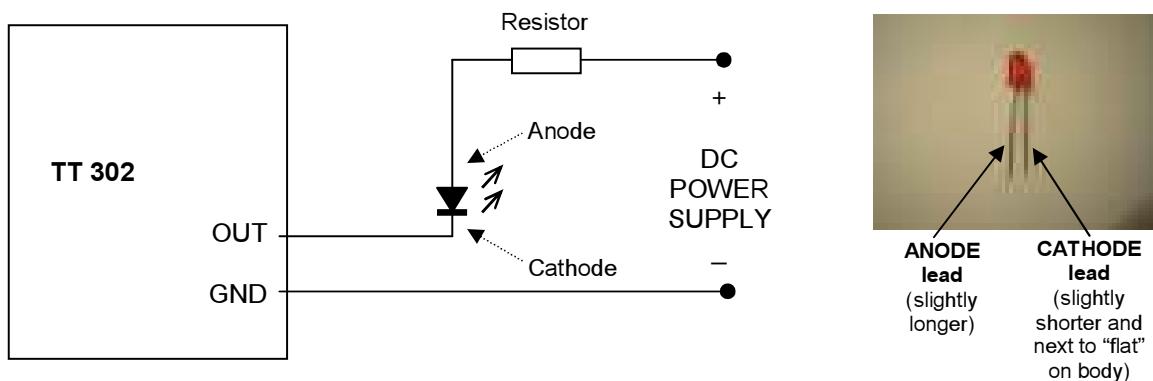 Resistor
+
Anode
TT 302
DC
POWER
SUPPLY
OUT
Cathode
–
GND
ANODE
lead
(slightly
longer)
CATHODE
lead
(slightly
shorter and
next to “flat”
on body)